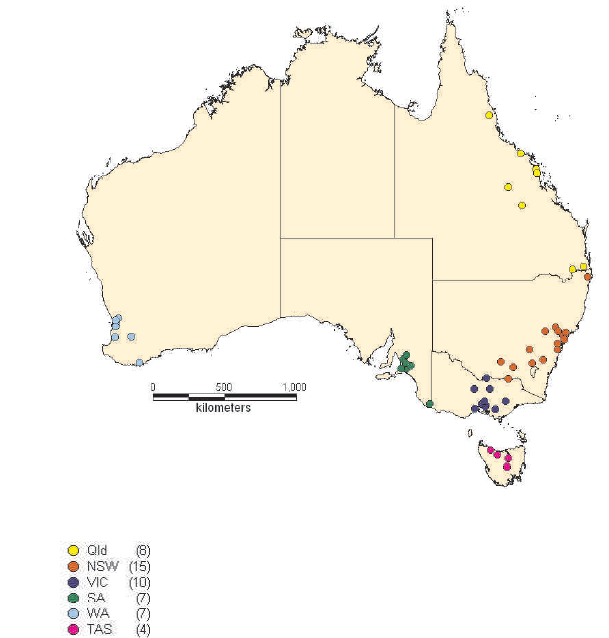 0 500 1,000
kilometers
Qld (8)
NSW (15)
VIC (10)
SA (7)
WA (7)
TAS (4)